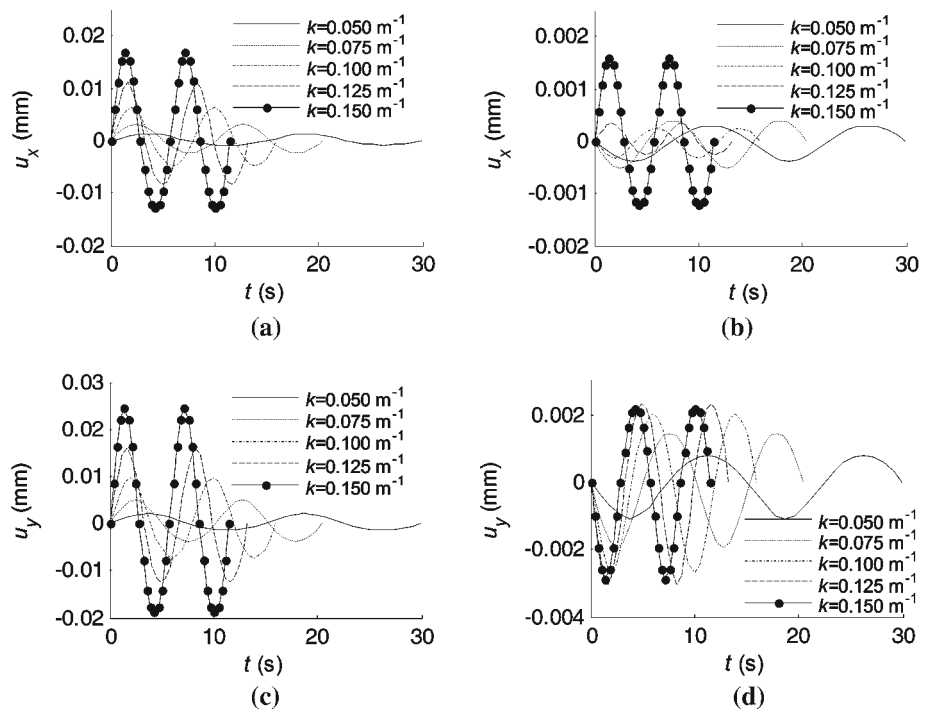 0.02
0.01
0
-0.01
-0.02
u_x (mm)
k=0.050 m⁻¹
k=0.075 m⁻¹
k=0.100 m⁻¹
k=0.125 m⁻¹
k=0.150 m⁻¹
0 10 20 30
t (s)
(a)
0.002
0.001
0
-0.001
-0.002
u_x (mm)
k=0.050 m⁻¹
k=0.075 m⁻¹
k=0.100 m⁻¹
k=0.125 m⁻¹
k=0.150 m⁻¹
0 10 20 30
t (s)
(b)
0.03
0.02
0.01
0
-0.01
-0.02
u_y (mm)
k=0.050 m⁻¹
k=0.075 m⁻¹
k=0.100 m⁻¹
k=0.125 m⁻¹
k=0.150 m⁻¹
0 10 20 30
t (s)
(c)
0.002
0
-0.002
-0.004
u_y (mm)
k=0.050 m⁻¹
k=0.075 m⁻¹
k=0.100 m⁻¹
k=0.125 m⁻¹
k=0.150 m⁻¹
0 10 20 30
t (s)
(d)